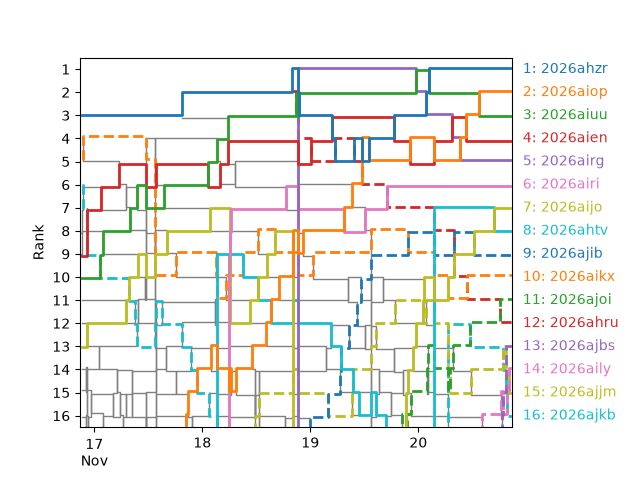 1
2
3
4
5
6
7
8
9
10
11
12
13
14
15
16
Rank
17
18
19
20
Nov
1: 2026ahzr
2: 2026aiop
3: 2026aiuu
4: 2026aien
5: 2026airg
6: 2026airi
7: 2026aijo
8: 2026ahtv
9: 2026ajib
10: 2026aikx
11: 2026ajoi
12: 2026ahru
13: 2026ajbs
14: 2026aily
15: 2026ajjm
16: 2026ajkb